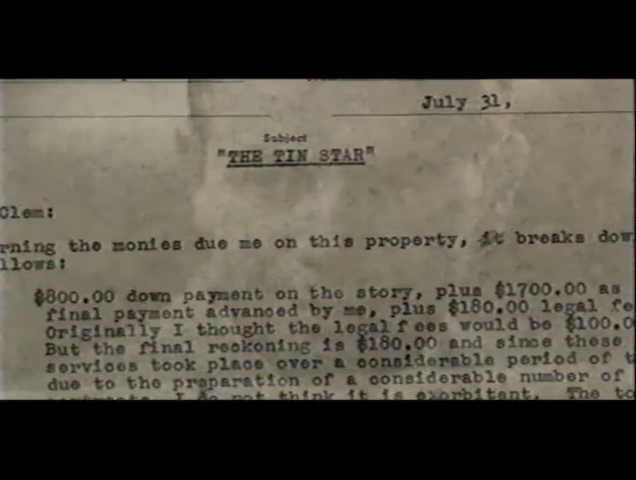 July 31,
Subject
"THE TIN STAR"
Clem:
rning the monies due me on this property, it breaks dow
llows:
$800.00 down payment on the story, plus $1700.00 as
final payment advanced by me, plus $180.00 legal fe
Originally I thought the legal fees would be $100.0
But the final reckoning is $180.00 and since these
services took place over a considerable period of t
due to the preparation of a considerable number of
I do not think it is exorbitant. The to